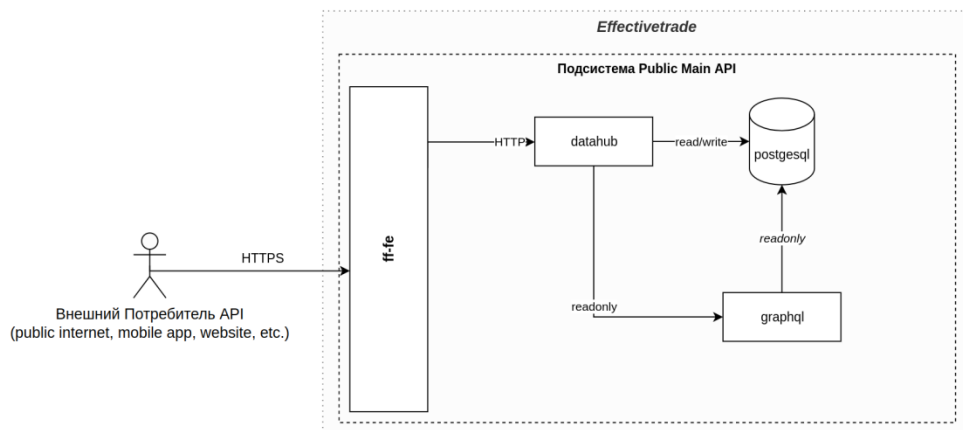 Effectivetrade
Подсистема Public Main API
ff-fe
HTTP
datahub
read/write
postgesql
readonly
HTTPS
readonly
graphql
Внешний Потребитель API
(public internet, mobile app, website, etc.)